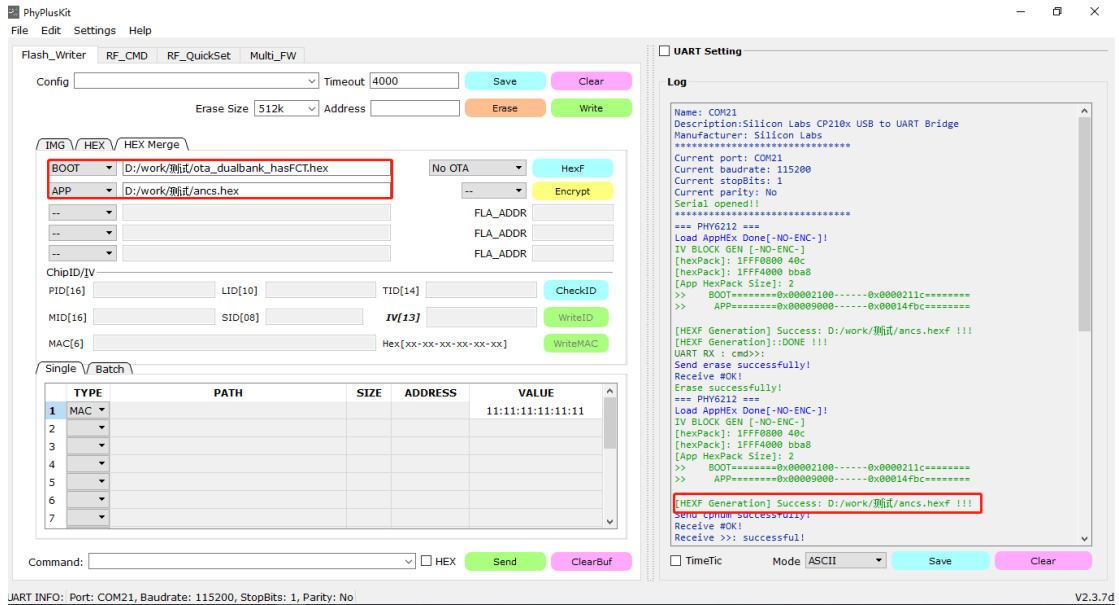 PhyPlusKit
File Edit Settings Help
Flash_Writer RF_CMD RF_QuickSet Multi_FW
Config Timeout 4000 Save Clear
Erase Size 512k Address Erase Write
IMG HEX HEX Merge
BOOT D:/work/测试/ota_dualbank_hasFCT.hex No OTA HexF
APP D:/work/测试/ancs.hex -- Encrypt
-- FLA_ADDR
-- FLA_ADDR
-- FLA_ADDR
ChipID/IV
PID[16] LID[10] TID[14] CheckID
MID[16] SID[08] IV[13] WriteID
MAC[6] Hex[xx-xx-xx-xx-xx-xx] WriteMAC
Single Batch
TYPE PATH SIZE ADDRESS VALUE
1 MAC 11:11:11:11:11:11
2
3
4
5
6
7
Command: HEX Send ClearBuf
UART INFO: Port: COM21, Baudrate: 115200, StopBits: 1, Parity: No
UART Setting
Log
Name: COM21
Description:Silicon Labs CP210x USB to UART Bridge
Manufacturer: Silicon Labs
******************************
Current port: COM21
Current baudrate: 115200
Current stopBits: 1
Current parity: No
Serial opened!!
******************************
=== PHY6212 ===
Load AppHEx Done[-NO-ENC-]!
IV BLOCK GEN [-NO-ENC-]
[hexPack]: 1FFF0800 40c
[hexPack]: 1FFF4000 bba8
[App HexPack Size]: 2
>> BOOT========0x00002100------0x0000211c========
>> APP========0x00009000------0x00014fbc========
[HEXF Generation] Success: D:/work/测试/ancs.hexf !!!
[HEXF Generation]::DONE !!!
UART RX : cmd>>:
Send erase successfully!
Receive #OK!
Erase successfully!
=== PHY6212 ===
Load AppHEx Done[-NO-ENC-]!
IV BLOCK GEN [-NO-ENC-]
[hexPack]: 1FFF0800 40c
[hexPack]: 1FFF4000 bba8
[App HexPack Size]: 2
>> BOOT========0x00002100------0x0000211c========
>> APP========0x00009000------0x00014fbc========
[HEXF Generation] Success: D:/work/测试/ancs.hexf !!!
Send cpnum successfully!
Receive #OK!
Receive >>: successful!
TimeTic Mode ASCII Save Clear
V2.3.7d